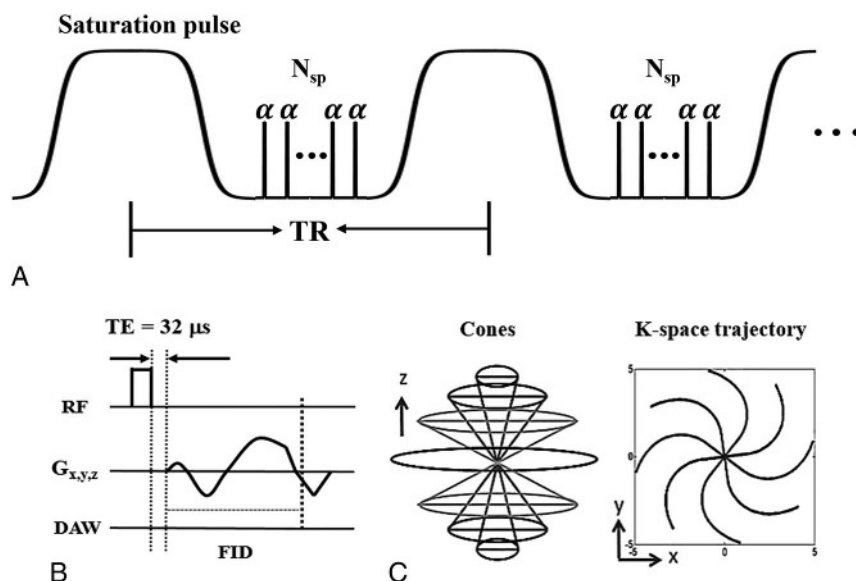 Saturation pulse
N_sp N_sp
α α α α α α α α
••• ••• •••
TR
A
TE = 32 μs
RF
G_x,y,z
DAW
FID
B
Cones
z
C
K-space trajectory
5
0
-5
-5 0 5
y
x